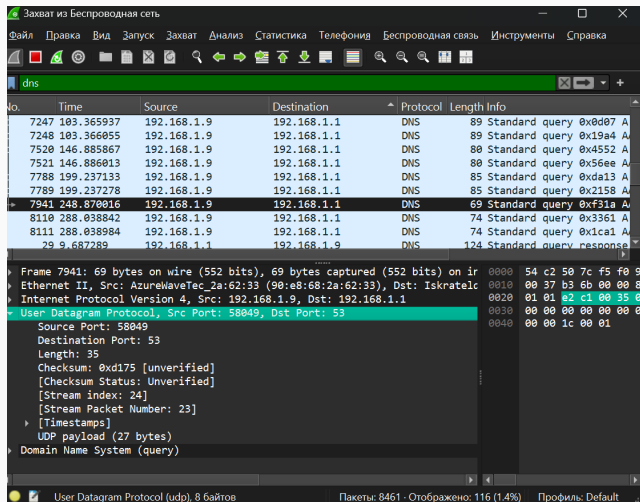 Захват из Беспроводная сеть
Файл Правка Вид Запуск Захват Анализ Статистика Телефония Беспроводная связь Инструменты Справка
dns
No. Time Source Destination Protocol Length Info
7247 103.365937 192.168.1.9 192.168.1.1 DNS 89 Standard query 0x0d07 A
7248 103.366055 192.168.1.9 192.168.1.1 DNS 89 Standard query 0x19a4 A
7520 146.885867 192.168.1.9 192.168.1.1 DNS 80 Standard query 0x4552 A
7521 146.886013 192.168.1.9 192.168.1.1 DNS 80 Standard query 0x56ee A
7788 199.237133 192.168.1.9 192.168.1.1 DNS 85 Standard query 0xda13 A
7789 199.237278 192.168.1.9 192.168.1.1 DNS 85 Standard query 0x2158 A
7941 248.870016 192.168.1.9 192.168.1.1 DNS 69 Standard query 0xf31a A
8110 288.038842 192.168.1.9 192.168.1.1 DNS 74 Standard query 0x3361 A
8111 288.038984 192.168.1.9 192.168.1.1 DNS 74 Standard query 0x1ca1 A
29 9.687289 192.168.1.1 192.168.1.9 DNS 124 Standard query response
Frame 7941: 69 bytes on wire (552 bits), 69 bytes captured (552 bits) on ir
Ethernet II, Src: AzureWaveTec_2a:62:33 (90:e8:68:2a:62:33), Dst: Iskratelc
Internet Protocol Version 4, Src: 192.168.1.9, Dst: 192.168.1.1
User Datagram Protocol, Src Port: 58049, Dst Port: 53
Source Port: 58049
Destination Port: 53
Length: 35
Checksum: 0xd175 [unverified]
[Checksum Status: Unverified]
[Stream index: 24]
[Stream Packet Number: 23]
[Timestamps]
UDP payload (27 bytes)
Domain Name System (query)
0000 54 c2 50 7c f5 f0 9
0010 00 37 b3 6b 00 00 8
0020 01 01 e2 c1 00 35 0
0030 00 00 00 00 00 00 0
0040 00 00 1c 00 01
User Datagram Protocol (udp), 8 байтов Пакеты: 8461 · Отображено: 116 (1.4%) Профиль: Default